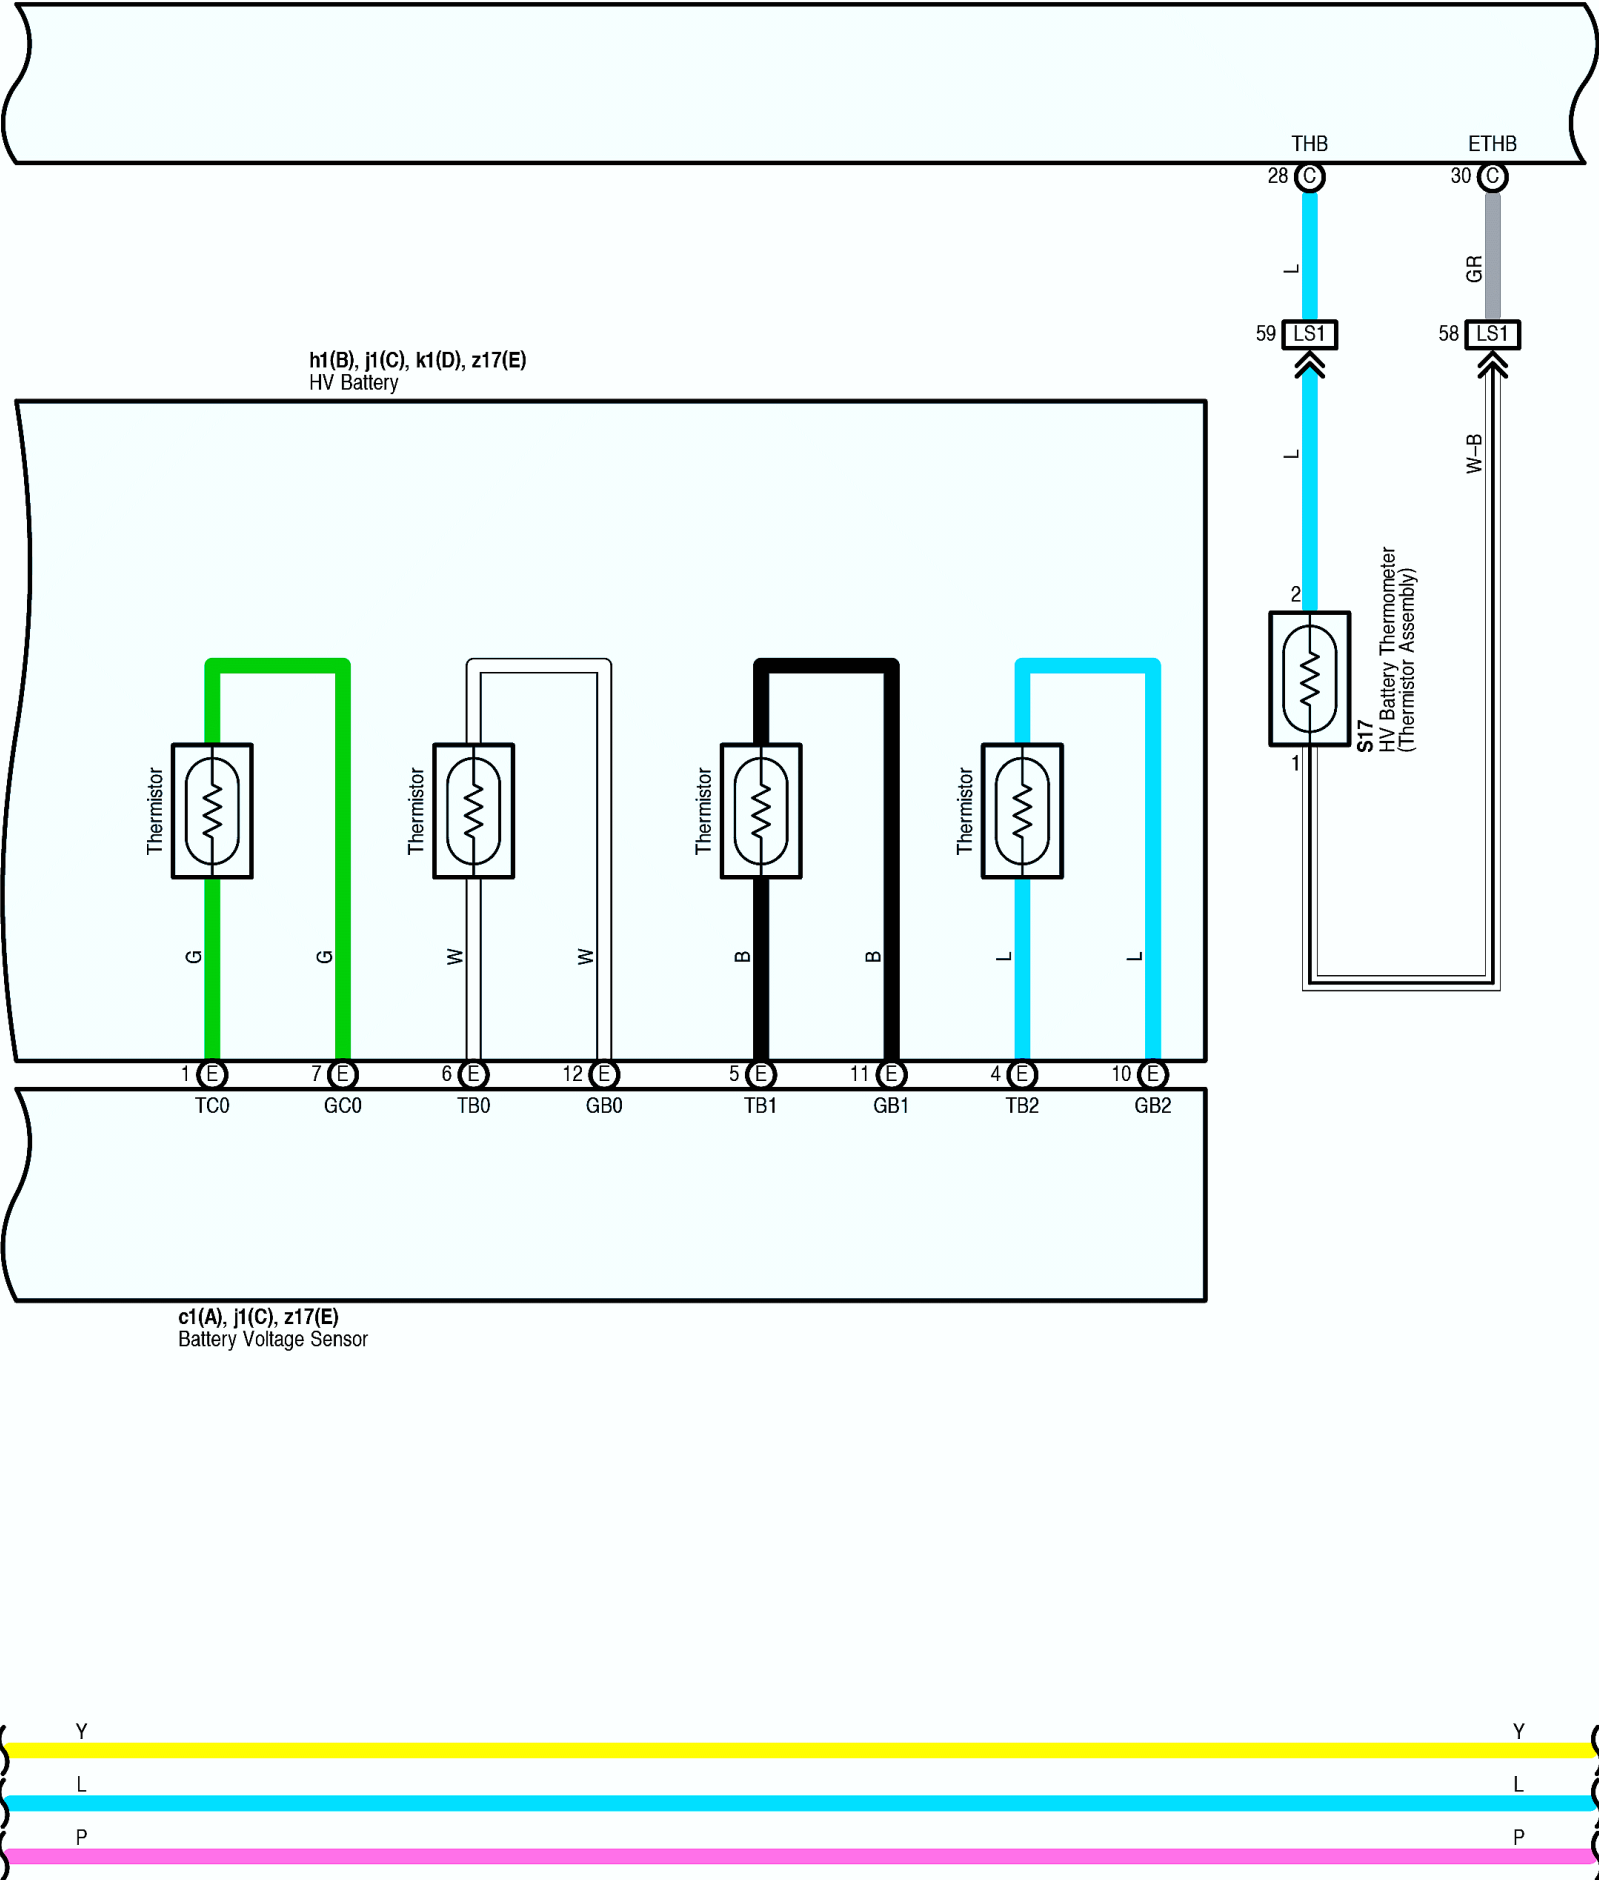 THB ETHB
28 C 30 C
L GR
59 LS1 58 LS1
h1(B), j1(C), k1(D), z17(E)
HV Battery
L W–B
2
S17
HV Battery Thermometer
(Thermistor Assembly)
1
Thermistor Thermistor Thermistor Thermistor
G G W W B B L L
1 E 7 E 6 E 12 E 5 E 11 E 4 E 10 E
TC0 GC0 TB0 GB0 TB1 GB1 TB2 GB2
c1(A), j1(C), z17(E)
Battery Voltage Sensor
Y Y
L L
P P